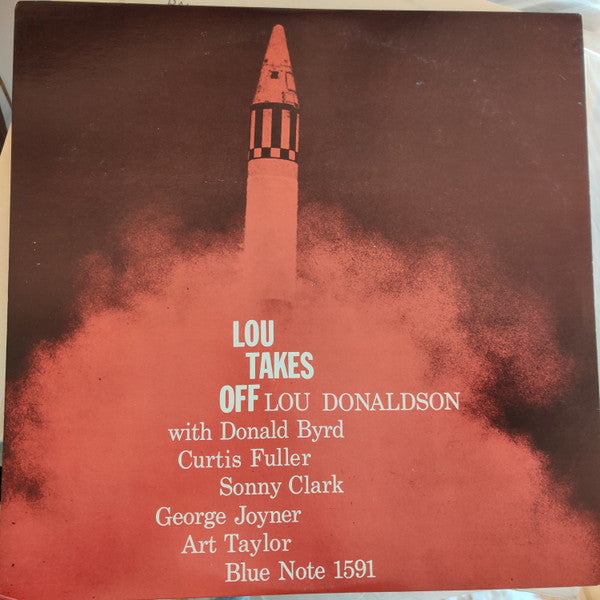 LOU
TAKES
OFF LOU DONALDSON
with Donald Byrd
Curtis Fuller
Sonny Clark
George Joyner
Art Taylor
Blue Note 1591